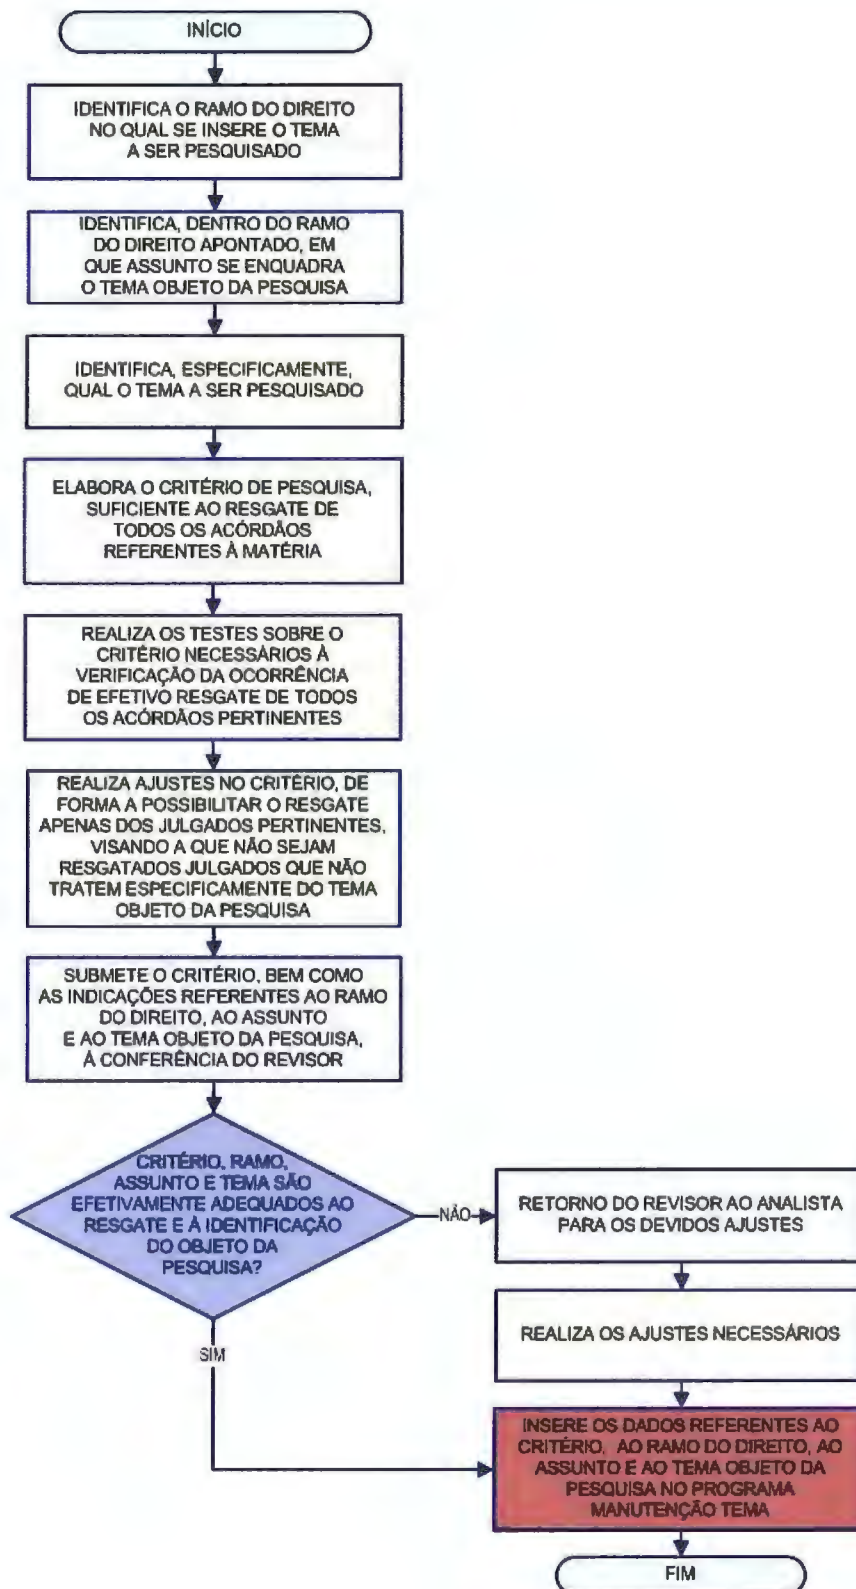 INÍCIO
IDENTIFICA O RAMO DO DIREITO
NO QUAL SE INSERE O TEMA
A SER PESQUISADO
IDENTIFICA, DENTRO DO RAMO
DO DIREITO APONTADO, EM
QUE ASSUNTO SE ENQUADRA
O TEMA OBJETO DA PESQUISA
IDENTIFICA, ESPECIFICAMENTE,
QUAL O TEMA A SER PESQUISADO
ELABORA O CRITÉRIO DE PESQUISA,
SUFICIENTE AO RESGATE DE
TODOS OS ACÓRDÃOS
REFERENTES À MATÉRIA
REALIZA OS TESTES SOBRE O
CRITÉRIO NECESSÁRIOS À
VERIFICAÇÃO DA OCORRÊNCIA
DE EFETIVO RESGATE DE TODOS
OS ACÓRDÃOS PERTINENTES
REALIZA AJUSTES NO CRITÉRIO, DE
FORMA A POSSIBILITAR O RESGATE
APENAS DOS JULGADOS PERTINENTES,
VISANDO A QUE NÃO SEJAM
RESGATADOS JULGADOS QUE NÃO
TRATEM ESPECIFICAMENTE DO TEMA
OBJETO DA PESQUISA
SUBMETE O CRITÉRIO, BEM COMO
AS INDICAÇÕES REFERENTES AO RAMO
DO DIREITO, AO ASSUNTO
E AO TEMA OBJETO DA PESQUISA,
À CONFERÊNCIA DO REVISOR
CRITÉRIO, RAMO,
ASSUNTO E TEMA SÃO
EFETIVAMENTE ADEQUADOS AO
RESGATE E À IDENTIFICAÇÃO
DO OBJETO DA
PESQUISA?
NÃO
RETORNO DO REVISOR AO ANALISTA
PARA OS DEVIDOS AJUSTES
REALIZA OS AJUSTES NECESSÁRIOS
SIM
INSERE OS DADOS REFERENTES AO
CRITÉRIO, AO RAMO DO DIREITO, AO
ASSUNTO E AO TEMA OBJETO DA
PESQUISA NO PROGRAMA
MANUTENÇÃO TEMA
FIM